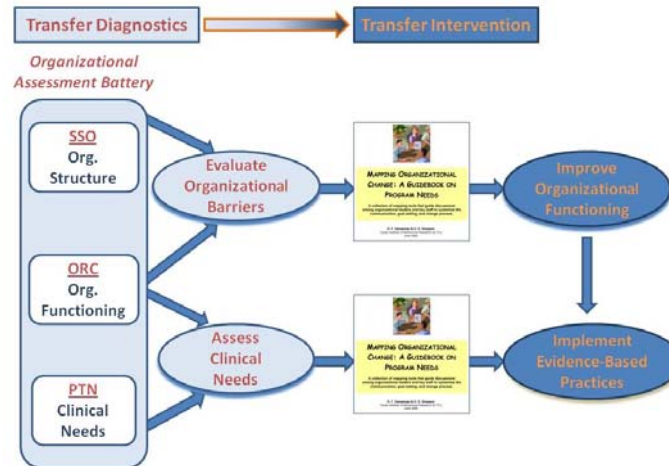 Transfer Diagnostics
Transfer Intervention
Organizational
Assessment Battery
SSO
Org.
Structure
Evaluate
Organizational
Barriers
MAPPING ORGANIZATIONAL
CHANGE: A GUIDEBOOK ON
PROGRAM NEEDS
Improve
Organizational
Functioning
ORC
Org.
Functioning
Assess
Clinical
Needs
MAPPING ORGANIZATIONAL
CHANGE: A GUIDEBOOK ON
PROGRAM NEEDS
Implement
Evidence-Based
Practices
PTN
Clinical
Needs